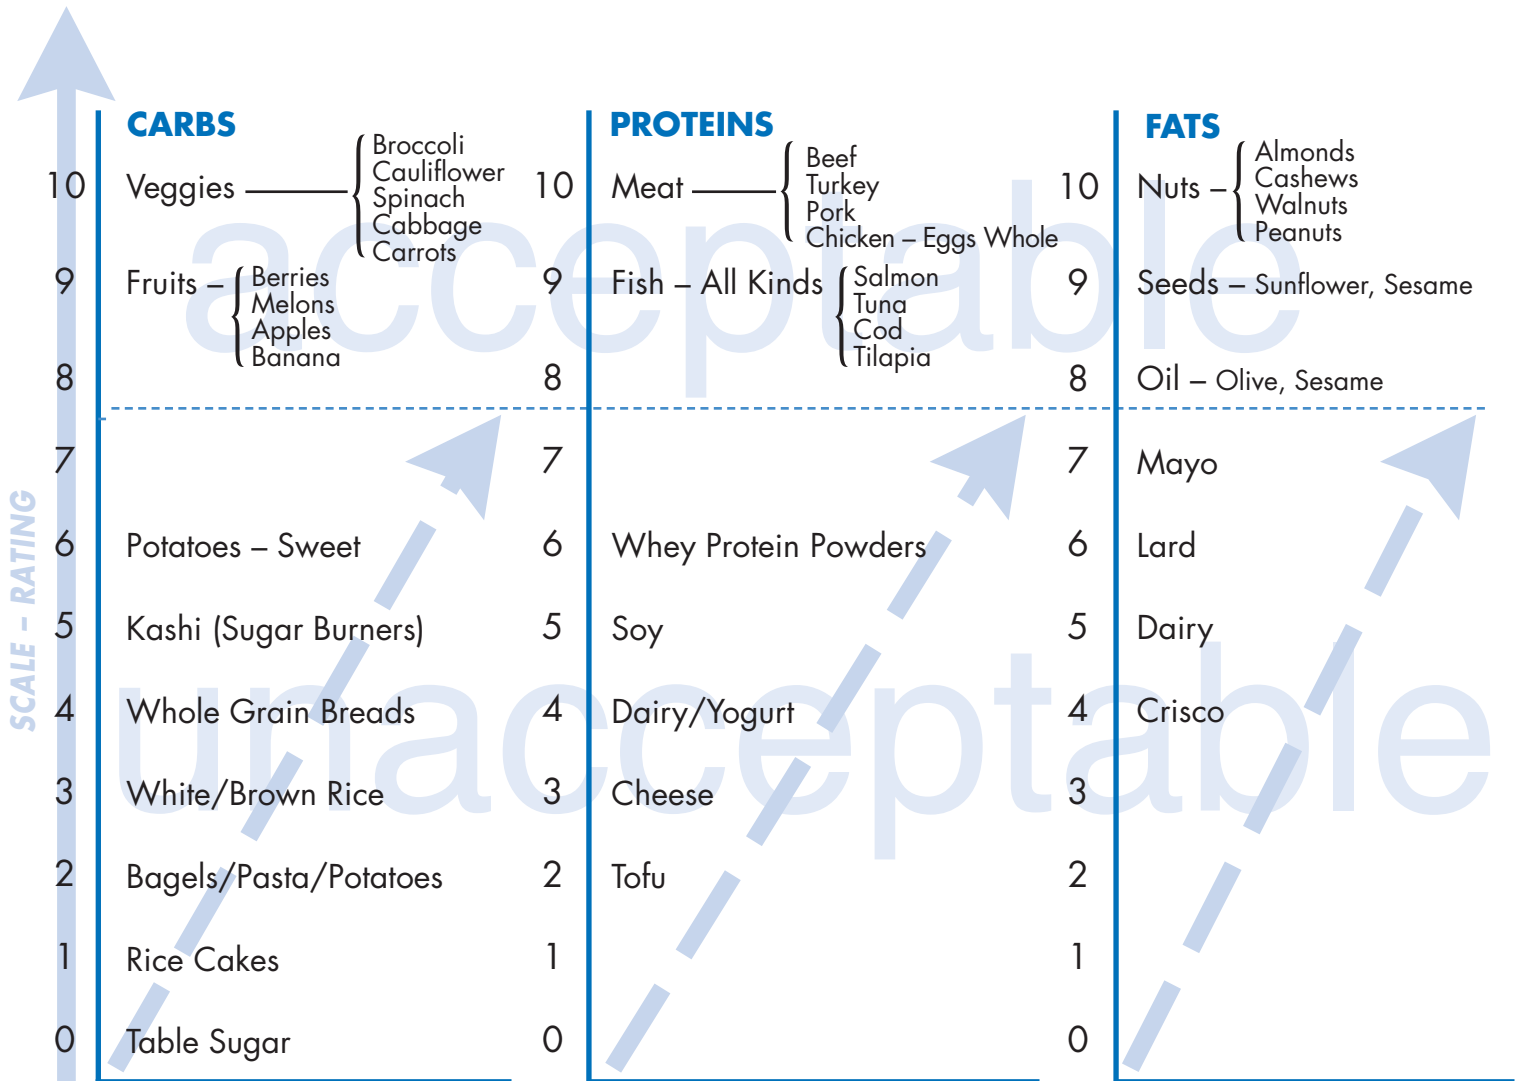 acceptable
unacceptable
SCALE – RATING
CARBS
10 Veggies
Broccoli
Cauliflower
Spinach
Cabbage
Carrots
9 Fruits –
Berries
Melons
Apples
Banana
8
7
6 Potatoes – Sweet
5 Kashi (Sugar Burners)
4 Whole Grain Breads
3 White/Brown Rice
2 Bagels/Pasta/Potatoes
1 Rice Cakes
0 Table Sugar
PROTEINS
10 Meat
Beef
Turkey
Pork
Chicken – Eggs Whole
9 Fish – All Kinds
Salmon
Tuna
Cod
Tilapia
8
7
6 Whey Protein Powders
5 Soy
4 Dairy/Yogurt
3 Cheese
2 Tofu
1
0
FATS
10 Nuts –
Almonds
Cashews
Walnuts
Peanuts
9 Seeds – Sunflower, Sesame
8 Oil – Olive, Sesame
7 Mayo
6 Lard
5 Dairy
4 Crisco
3
2
1
0